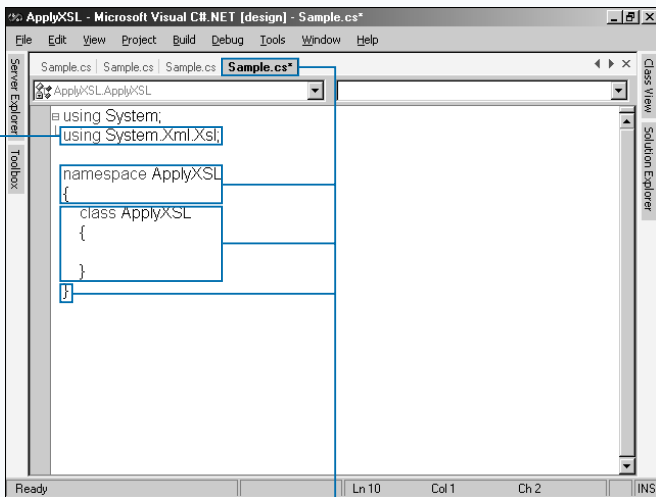 ApplyXSL - Microsoft Visual C#.NET [design] - Sample.cs*
File Edit View Project Build Debug Tools Window Help
Server Explorer
Toolbox
Sample.cs Sample.cs Sample.cs Sample.cs*
ApplyXSL.ApplyXSL
using System;
using System.Xml.Xsl;
namespace ApplyXSL
{
class ApplyXSL
{
}
}
Class View
Solution Explorer
Ready Ln 10 Col 1 Ch 2 INS